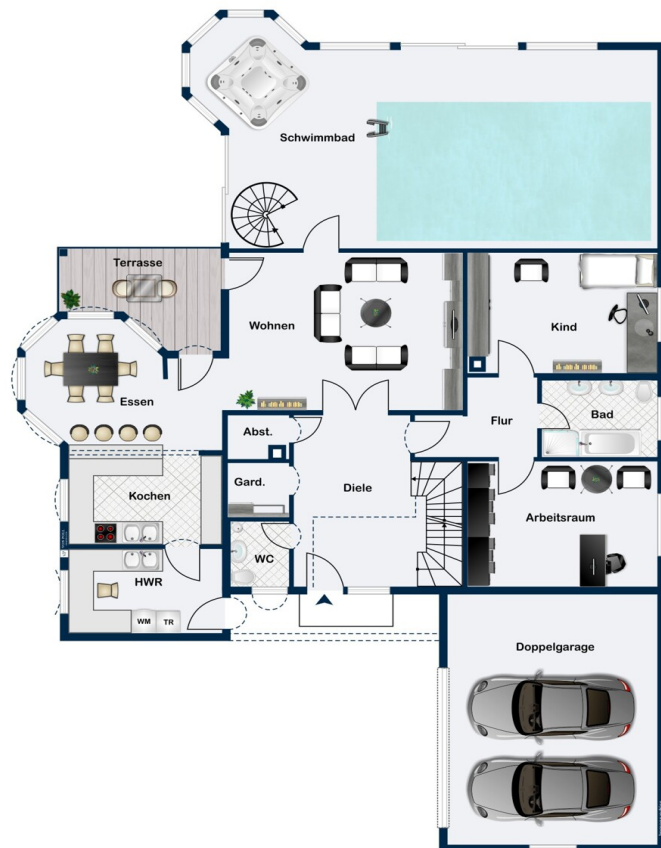 Schwimmbad
Terrasse
Wohnen
Kind
Essen
Abst.
Flur
Bad
Gard.
Diele
Kochen
Arbeitsraum
WC
HWR
WM
TR
Doppelgarage